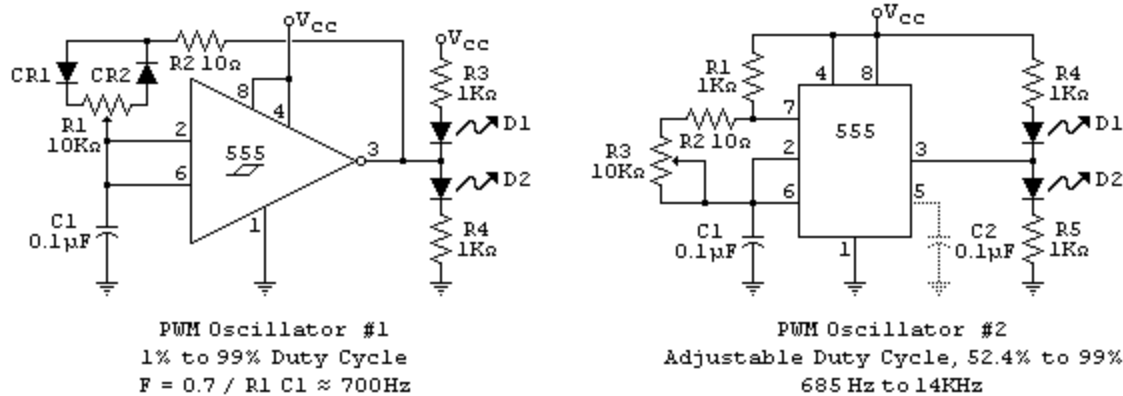 VCC
R2 10Ω
VCC
CR1
CR2
R3
1KΩ
8
4
R1
10KΩ
2
D1
555
3
6
D2
C1
0.1µF
1
R4
1KΩ
PWM Oscillator #1
1% to 99% Duty Cycle
F = 0.7 / R1 C1 ≈ 700Hz
VCC
R1
1KΩ
4
8
R4
1KΩ
7
D1
R2 10Ω
555
R3
10KΩ
2
3
D2
6
5
C1
0.1µF
1
C2
0.1µF
R5
1KΩ
PWM Oscillator #2
Adjustable Duty Cycle, 52.4% to 99%
685 Hz to 14KHz